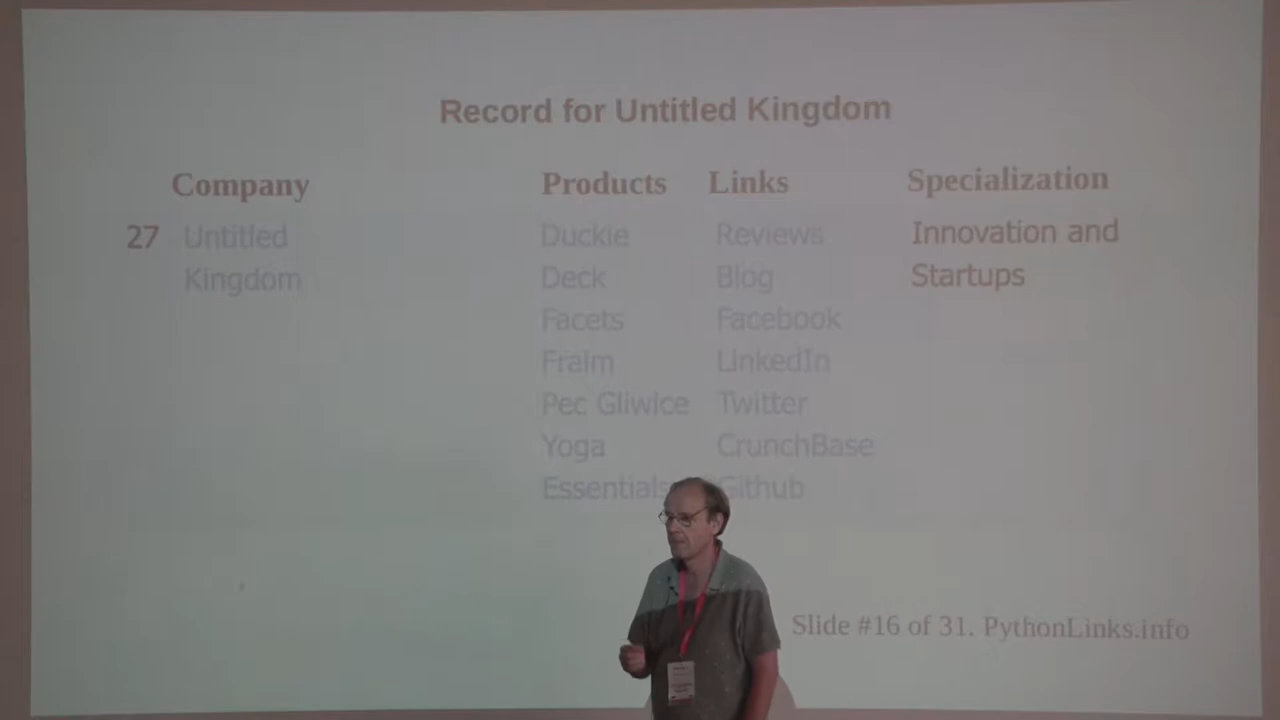 Record for Untitled Kingdom
Company Products Links Specialization
27 Untitled Duckie Reviews Innovation and
Kingdom Deck Blog Startups
Facets Facebook
Fraim LinkedIn
Pec Gliwice Twitter
Yoga CrunchBase
Essentials Github
Slide #16 of 31. PythonLinks.info